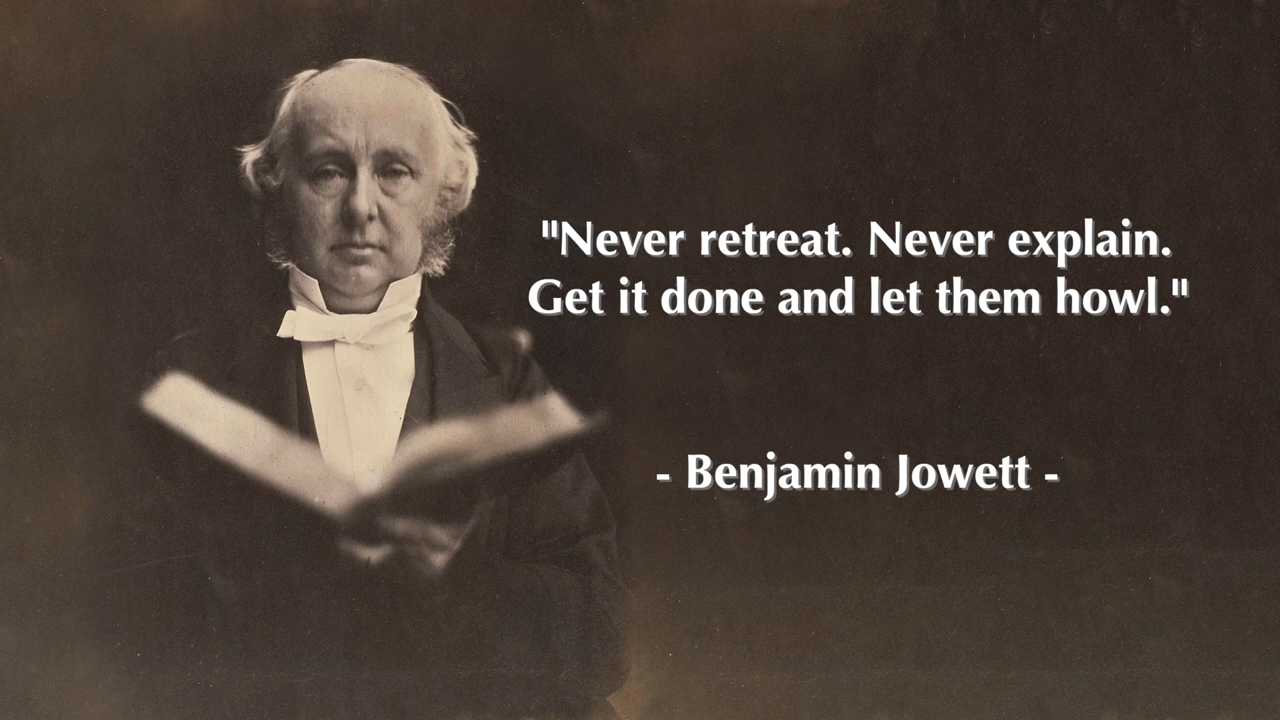 "Never retreat. Never explain.
Get it done and let them howl."
- Benjamin Jowett -